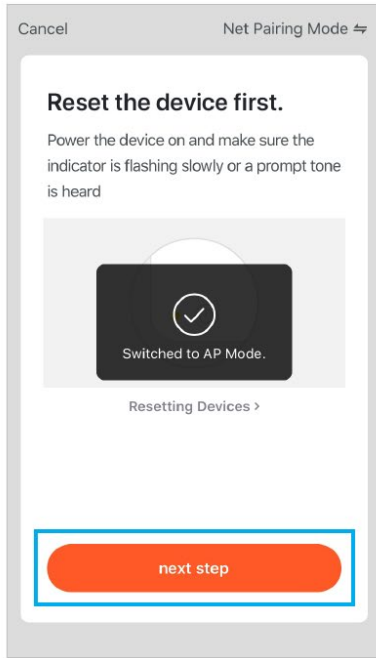 Cancel
Net Pairing Mode ⇋
Reset the device first.
Power the device on and make sure the
indicator is flashing slowly or a prompt tone
is heard
Switched to AP Mode.
Resetting Devices >
next step